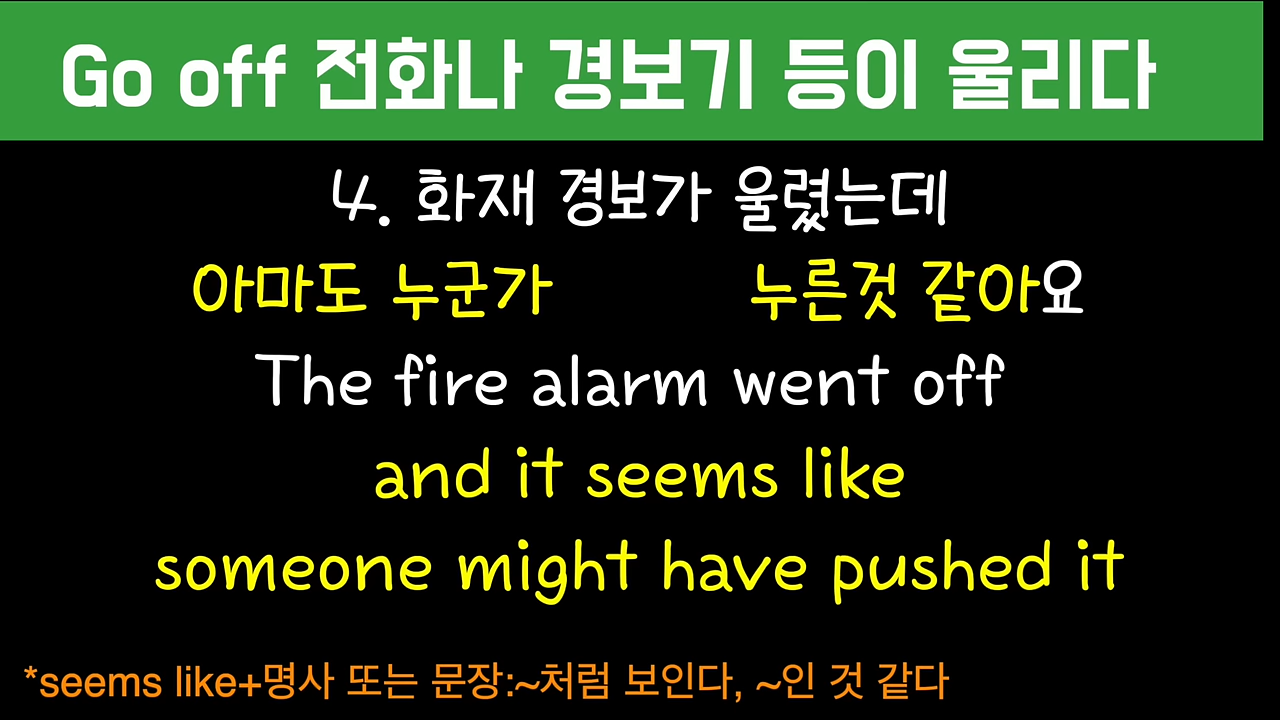 Go off 전화나 경보기 등이 울리다
4. 화재 경보가 울렸는데
아마도 누군가 누른것 같아요
The fire alarm went off
and it seems like
someone might have pushed it
*seems like+명사 또는 문장:~처럼 보인다, ~인 것 같다